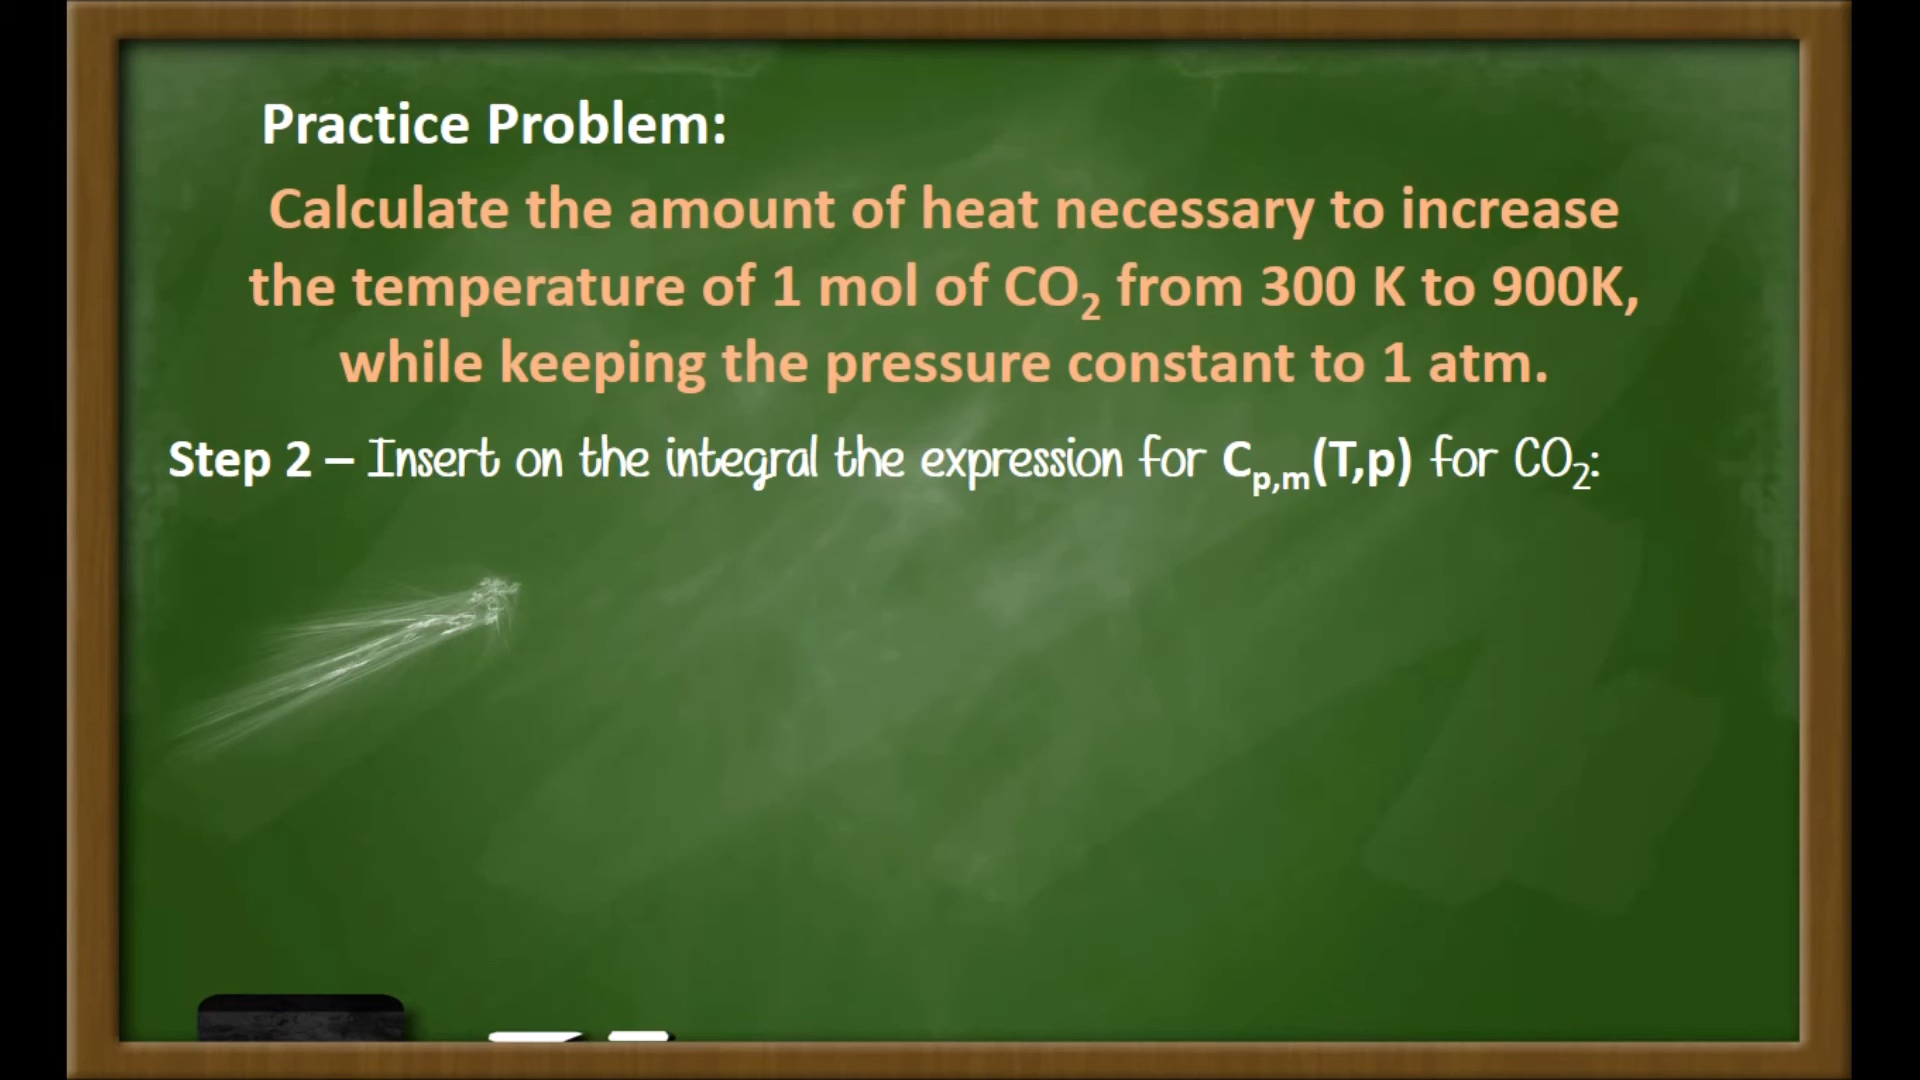 Practice Problem:
Calculate the amount of heat necessary to increase
the temperature of 1 mol of CO₂ from 300 K to 900K,
while keeping the pressure constant to 1 atm.
Step 2 – Insert on the integral the expression for Cₚ,ₘ(T,p) for CO₂: